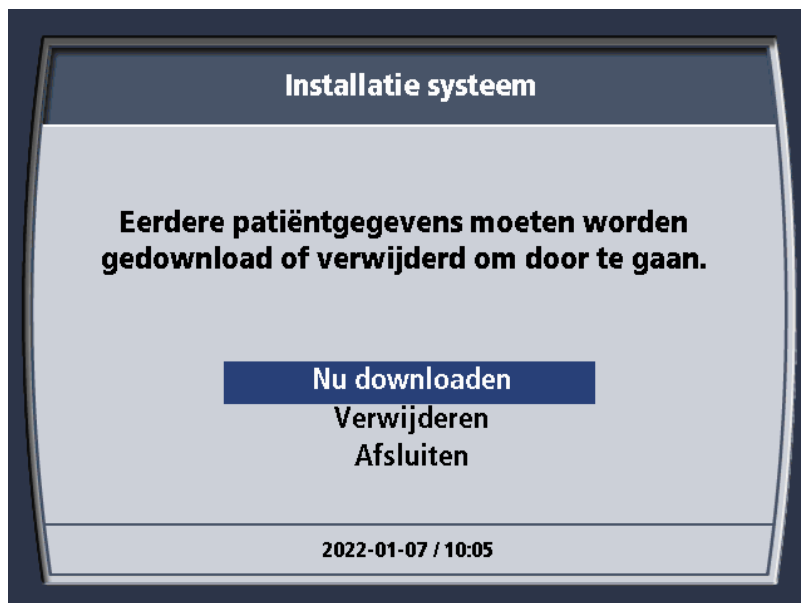 Installatie systeem
Eerdere patiëntgegevens moeten worden
gedownload of verwijderd om door te gaan.
Nu downloaden
Verwijderen
Afsluiten
2022-01-07 / 10:05